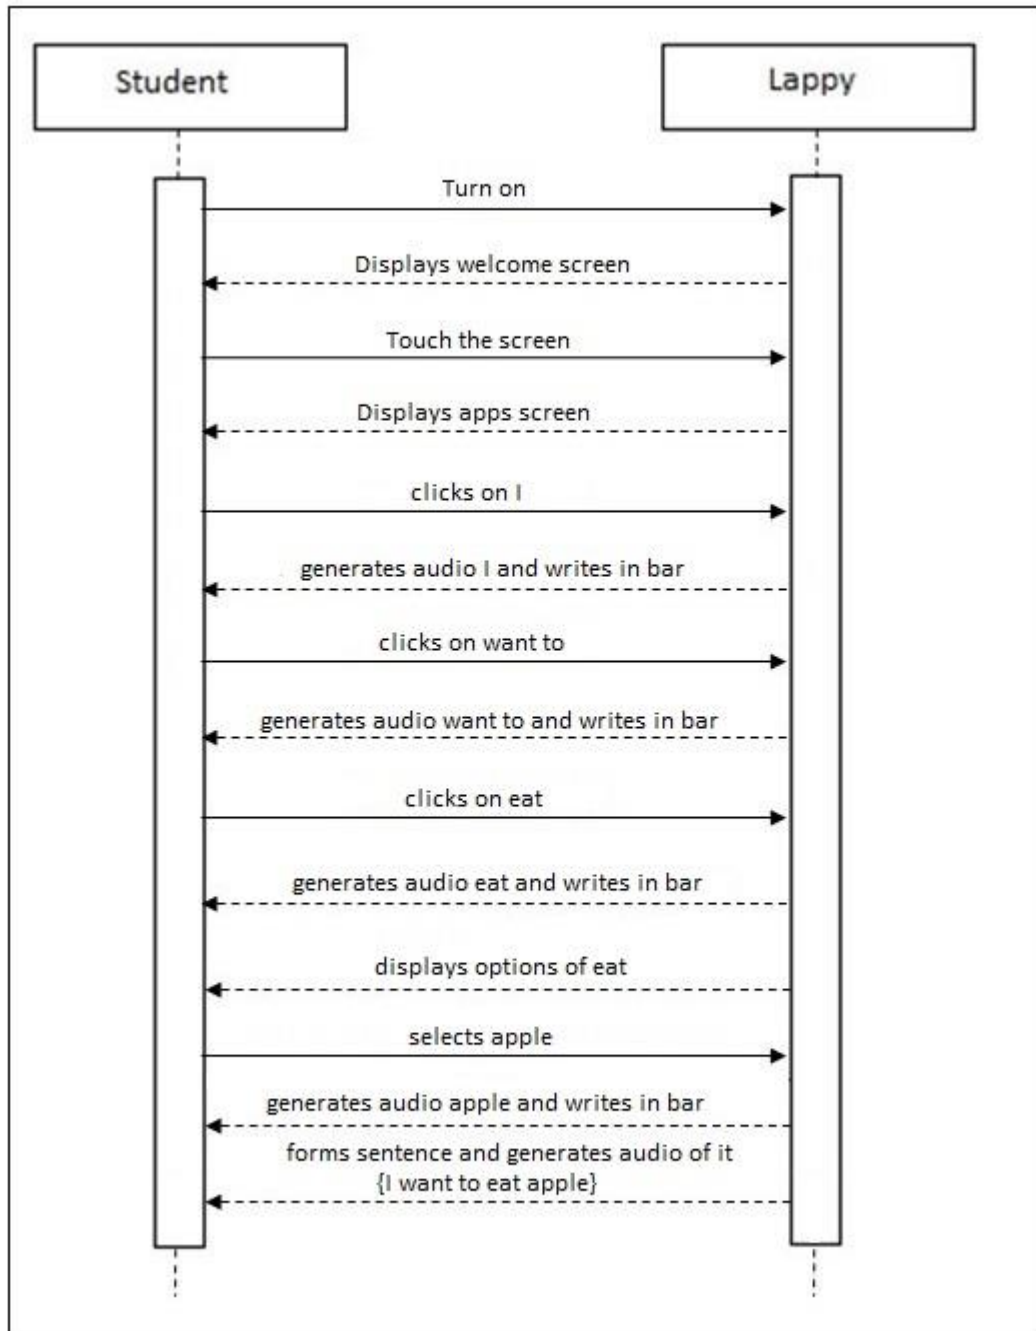 Student
Lappy
Turn on
Displays welcome screen
Touch the screen
Displays apps screen
clicks on I
generates audio I and writes in bar
clicks on want to
generates audio want to and writes in bar
clicks on eat
generates audio eat and writes in bar
displays options of eat
selects apple
generates audio apple and writes in bar
forms sentence and generates audio of it
{I want to eat apple}